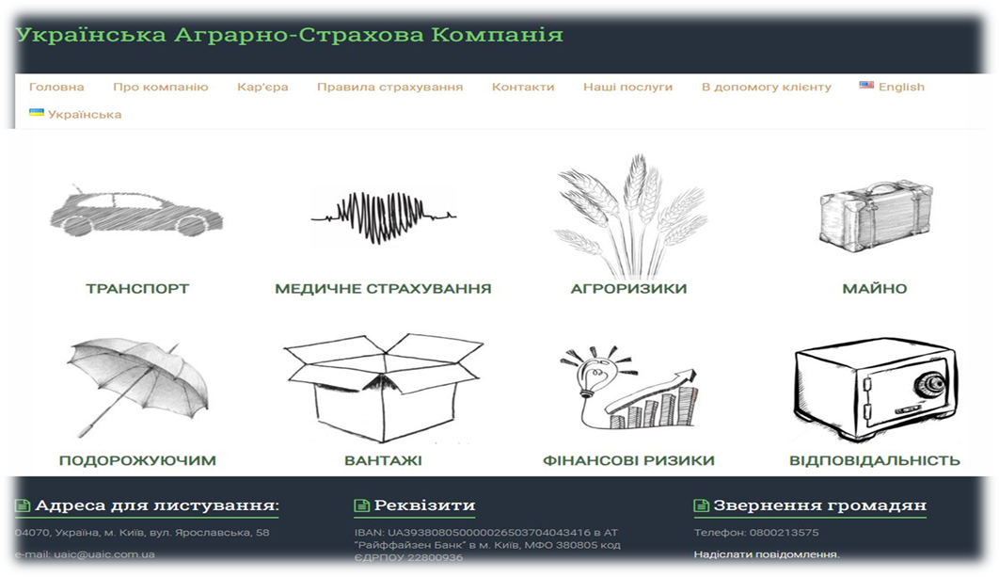 Українська Аграрно-Страхова Компанія
Головна Про компанію Кар'єра Правила страхування Контакти Наші послуги В допомогу клієнту English
Українська
ТРАНСПОРТ МЕДИЧНЕ СТРАХУВАННЯ АГРОРИЗИКИ МАЙНО
ПОДОРОЖУЮЧИМ ВАНТАЖІ ФІНАНСОВІ РИЗИКИ ВІДПОВІДАЛЬНІСТЬ
Адреса для листування: Реквізити Звернення громадян
04070, Україна, м. Київ, вул. Ярославська, 58 IBAN: UA393808050000026503704043416 в АТ Телефон: 0800213575
"Райффайзен Банк" в м. Київ, МФО 380805 код
e-mail: uaic@uaic.com.ua ЄДРПОУ 22800936 Надіслати повідомлення.